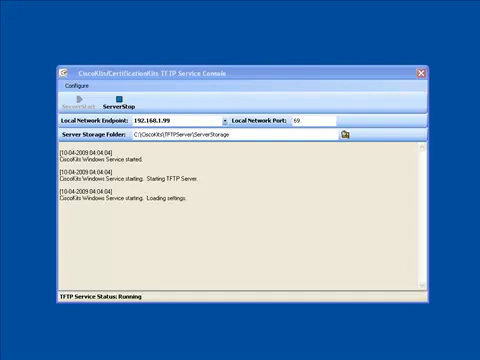 CiscoKits/CertificationKits TFTP Service Console
Configure
ServerStart ServerStop
Local Network Endpoint: 192.168.1.99 Local Network Port: 69
Server Storage Folder: C:\CiscoKits\TFTPServer\ServerStorage
[10-04-2009 04:04:04]
CiscoKits Windows Service started.
[10-04-2009 04:04:04]
CiscoKits Windows Service starting. Starting TFTP Server.
[10-04-2009 04:04:04]
CiscoKits Windows Service starting. Loading settings.
TFTP Service Status: Running